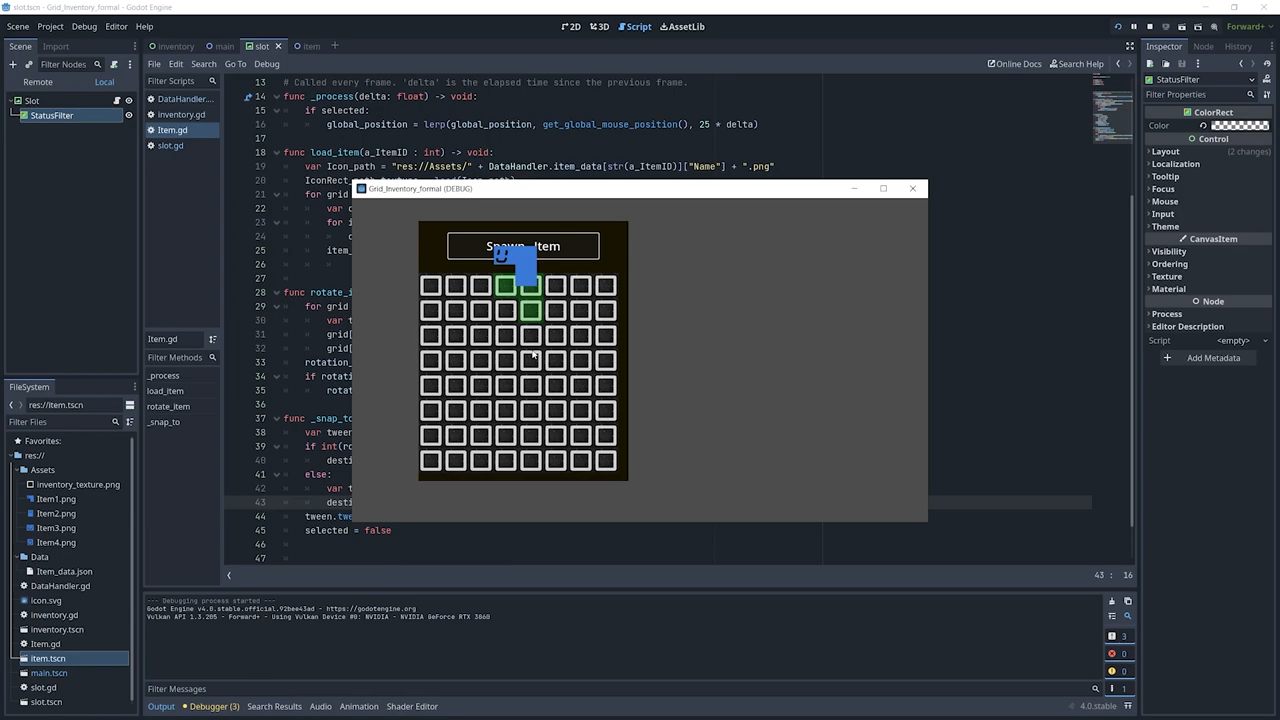 slot.tscn - Grid_Inventory_formal - Godot Engine
Scene Project Debug Editor Help
2D 3D Script AssetLib
Forward+
Scene Import
inventory main slot item
Inspector Node History
Filter Nodes
File Edit Search Go To Debug
Online Docs Search Help
Remote Local
Filter Scripts
StatusFilter
Filter Properties
Slot
StatusFilter
DataHandler...
inventory.gd
Item.gd
slot.gd
13 # Called every frame. 'delta' is the elapsed time since the previous frame.
14 func _process(delta: float) -> void:
15 if selected:
16 global_position = lerp(global_position, get_global_mouse_position(), 25 * delta)
17
18 func load_item(a_ItemID : int) -> void:
19 var Icon_path = "res://Assets/" + DataHandler.item_data[str(a_ItemID)]["Name"] + ".png"
20
21 for grid
22 var c
23 for i
24 c
25 item_
26
27
28 func rotate_i
29 for grid
30 var t
31 grid[
32 grid[
33 rotation_
34 if rotati
35 rota
36
37 func _snap_to
38 var tween
39 if int(ro
40 desti
41 else:
42 var t
43 desti
44 tween.twe
45 selected = false
46
47
Item.gd
Filter Methods
_process
load_item
rotate_item
_snap_to
Grid_Inventory_formal (DEBUG)
Item
ColorRect
Color
Control
Layout (2 changes)
Localization
Tooltip
Focus
Mouse
Input
Theme
CanvasItem
Visibility
Ordering
Texture
Material
Node
Process
Editor Description
Script <empty>
Add Metadata
FileSystem
res://item.tscn
Filter Files
Favorites:
res://
Assets
inventory_texture.png
Item1.png
Item2.png
Item3.png
Item4.png
Data
Item_data.json
DataHandler.gd
icon.svg
inventory.gd
inventory.tscn
Item.gd
item.tscn
main.tscn
slot.gd
slot.tscn
43 : 16
--- Debugging process started ---
Godot Engine v4.0.stable.official.92bee43ad - https://godotengine.org
Vulkan API 1.3.205 - Forward+ - Using Vulkan Device #0: NVIDIA - NVIDIA GeForce RTX 3060
3
0
0
1
Filter Messages
Output Debugger (3) Search Results Audio Animation Shader Editor
4.0.stable